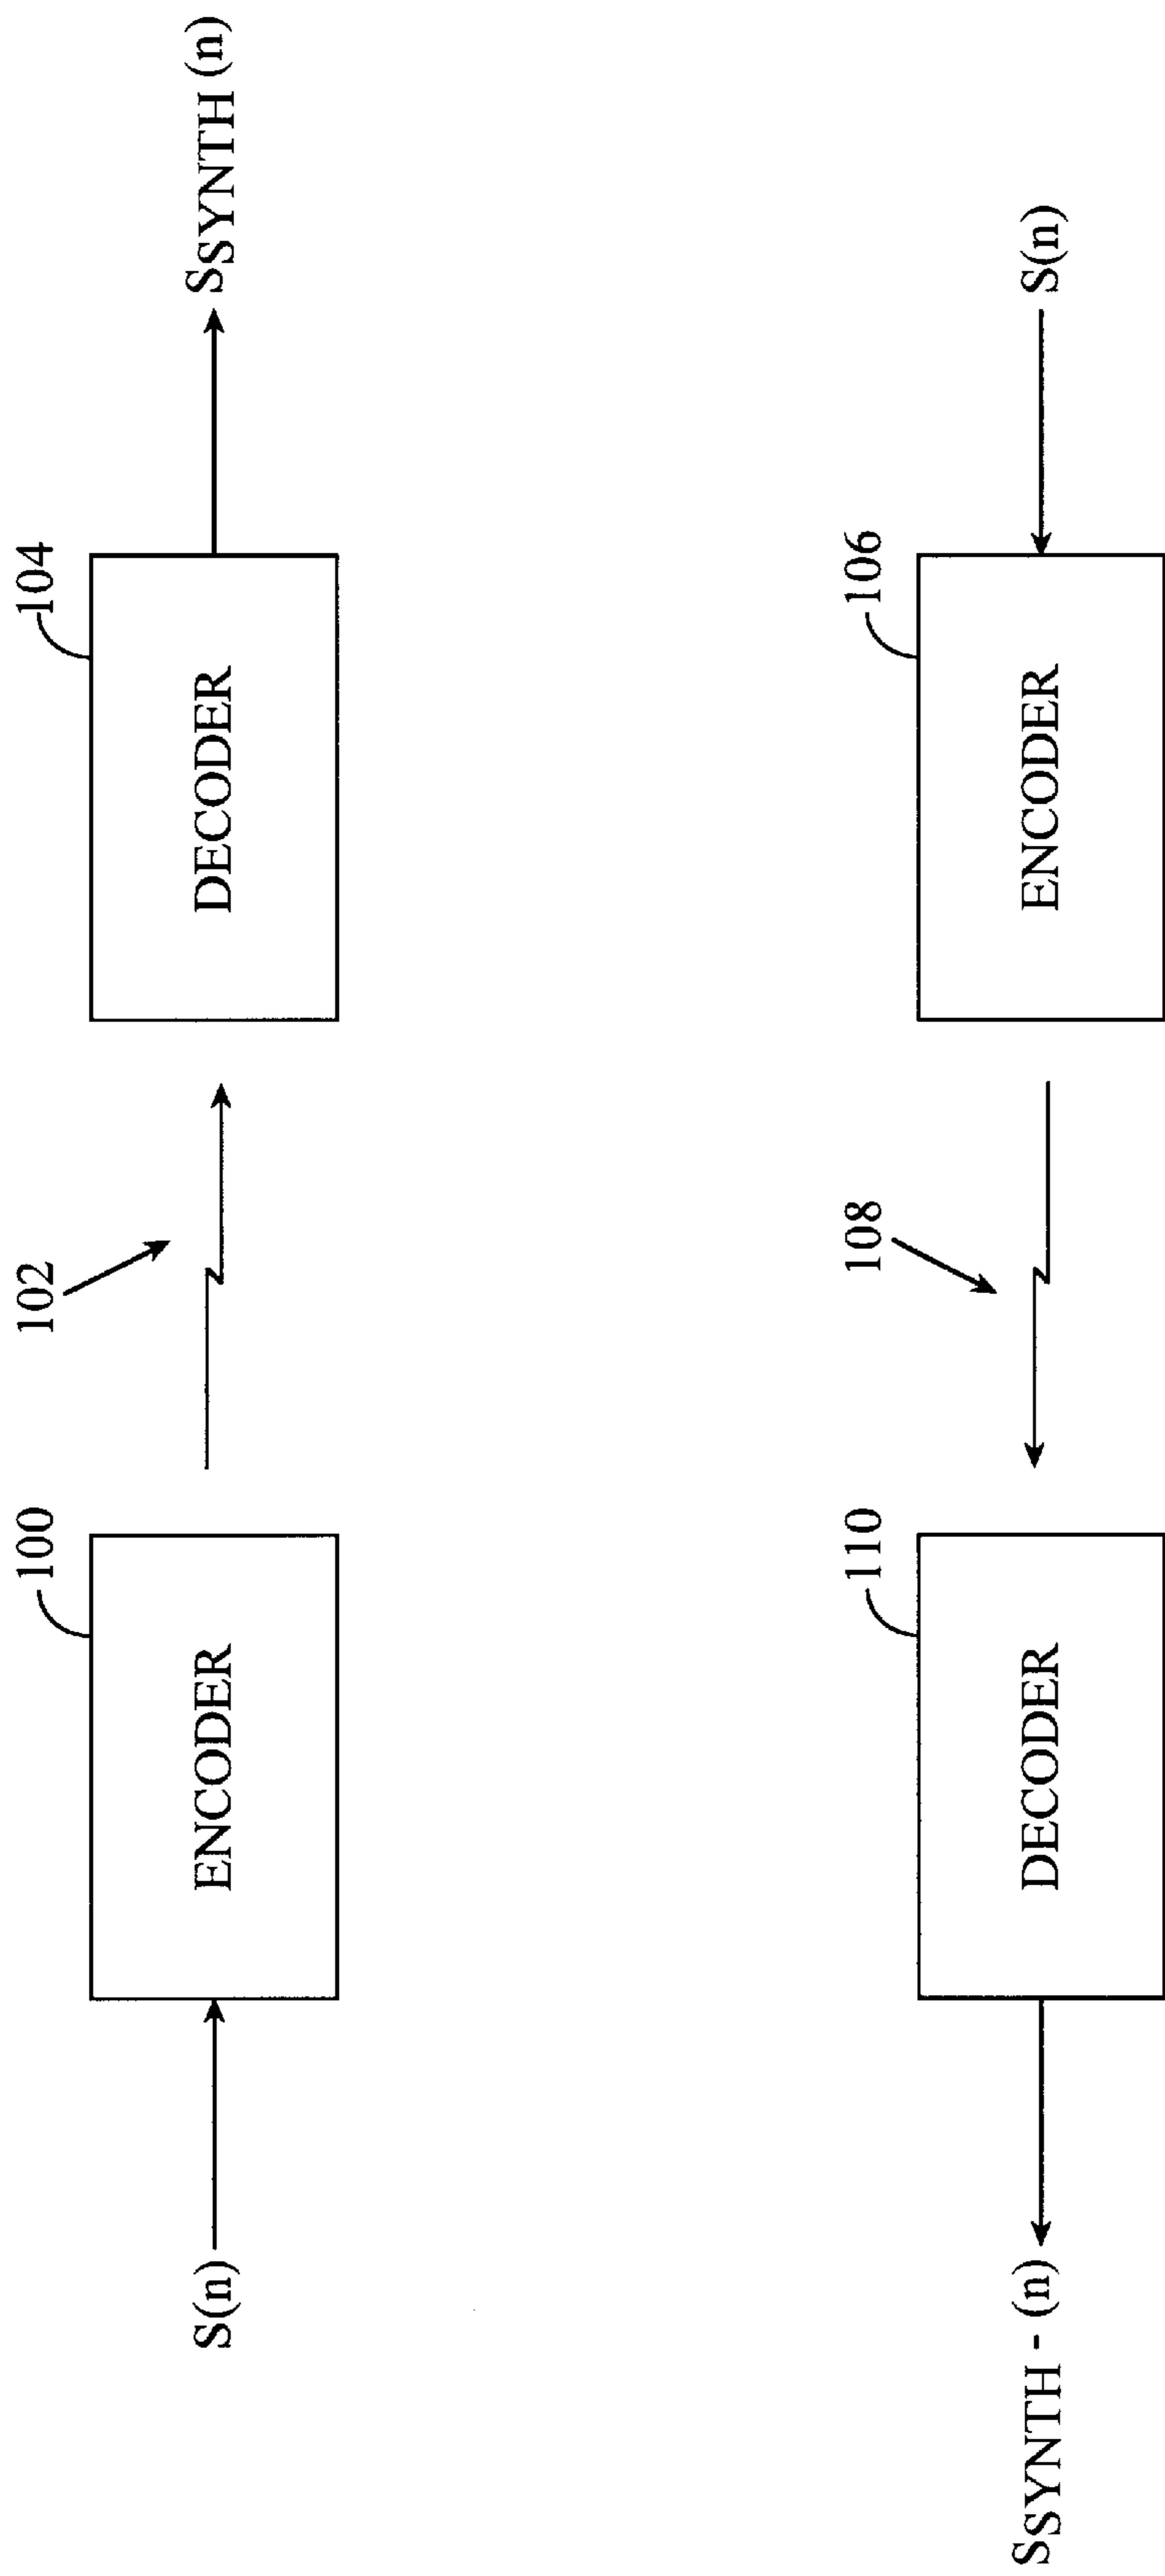 100
102
104
S(n)
ENCODER
DECODER
SSYNTH (n)
110
108
106
SSYNTH - (n)
DECODER
ENCODER
S(n)